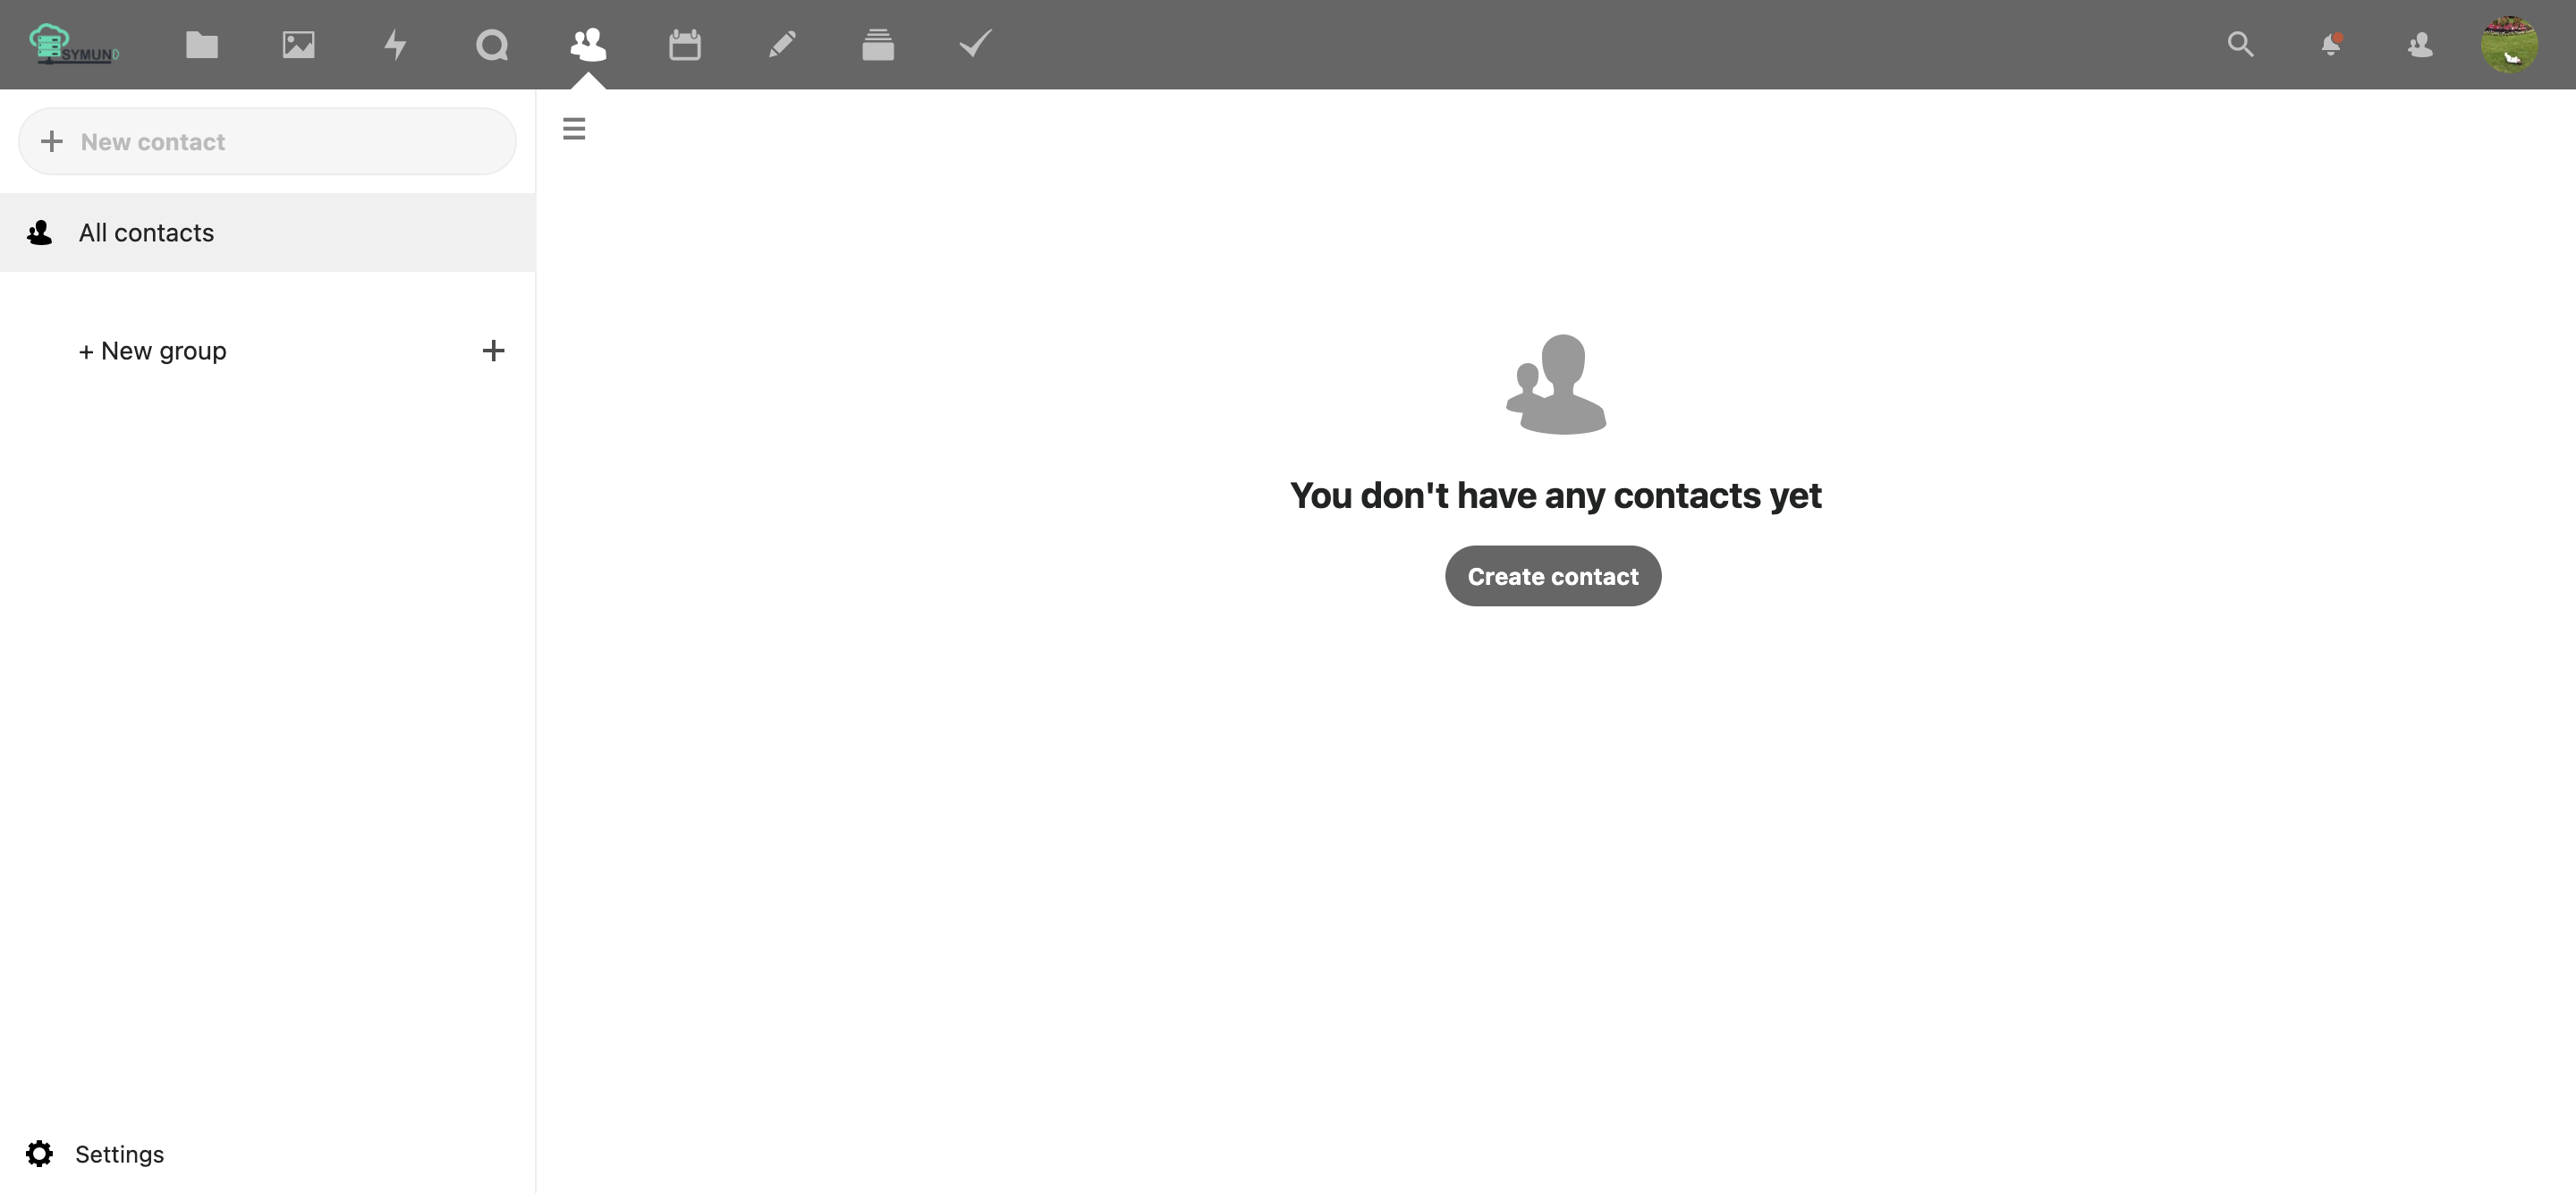 SYMUND
New contact
All contacts
+ New group
You don't have any contacts yet
Create contact
Settings